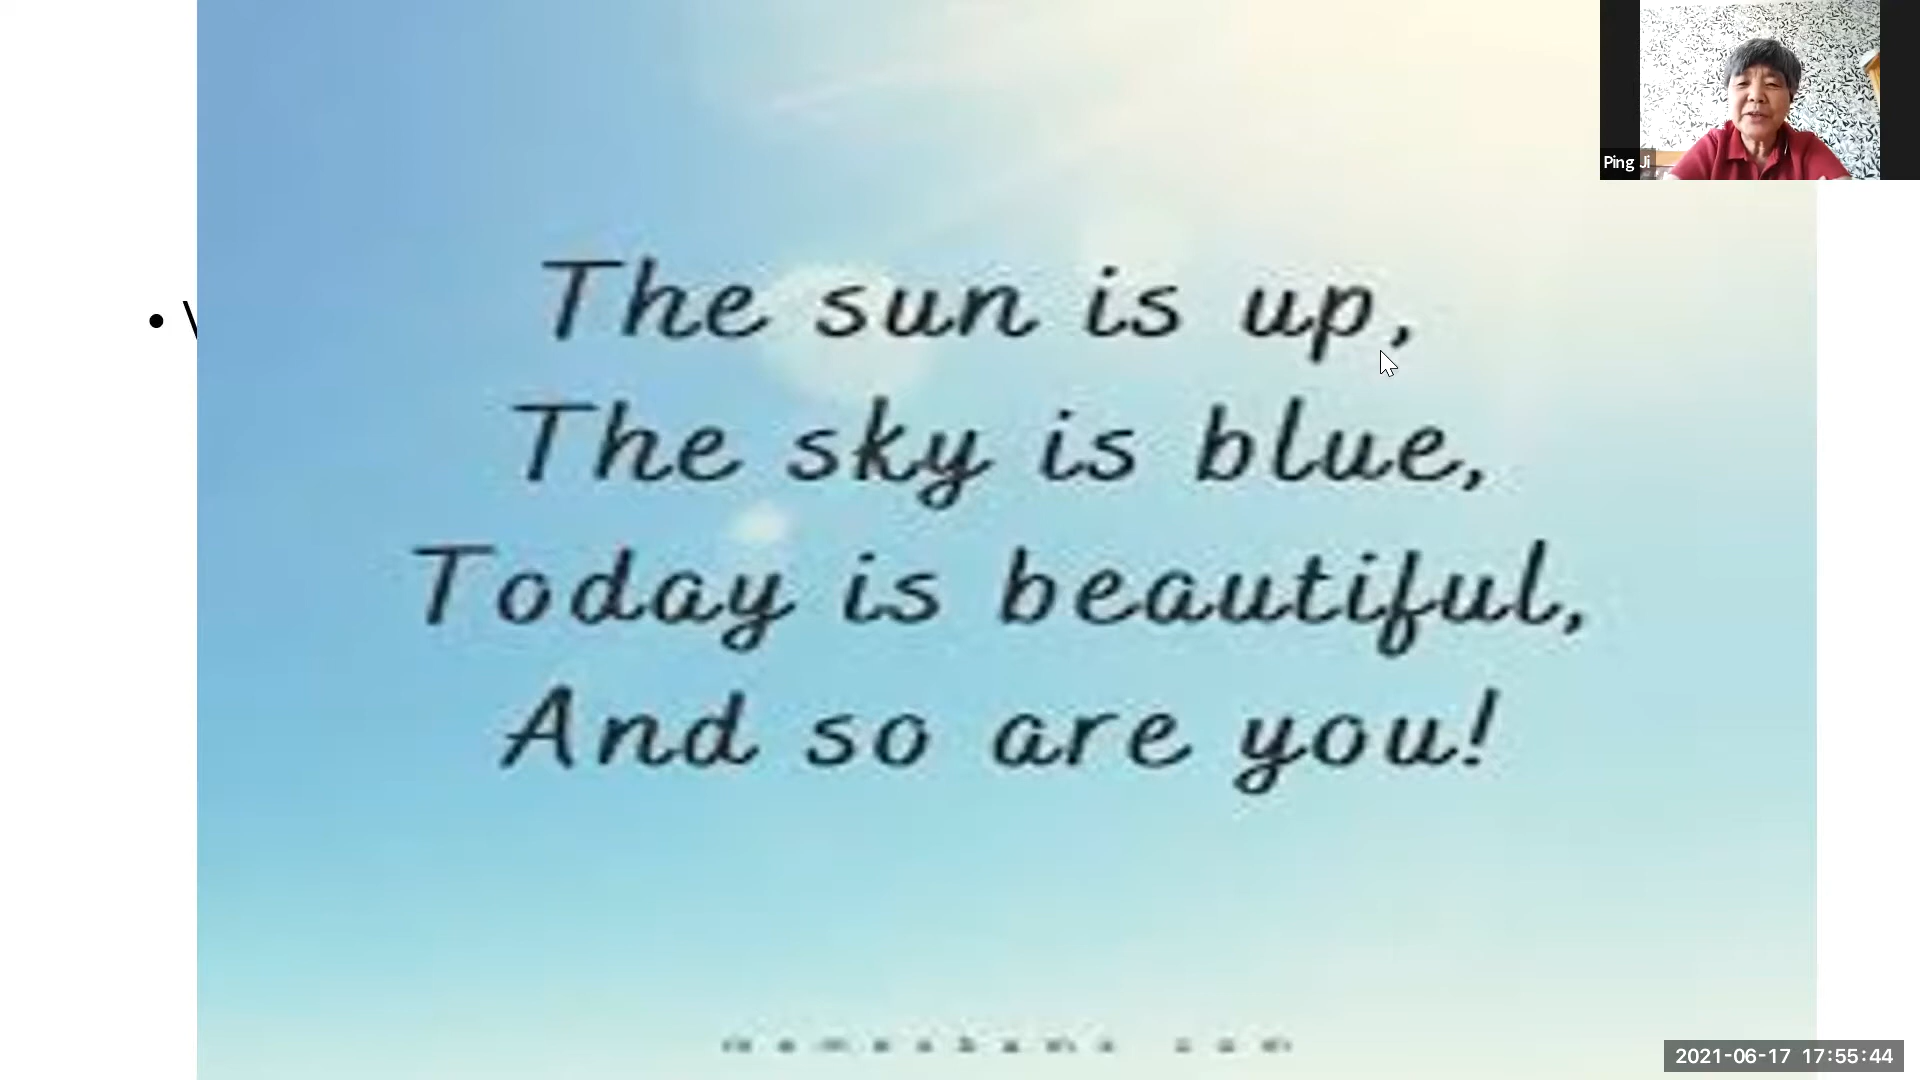 Ping Ji
The sun is up,
• \
The sky is blue,
Today is beautiful,
And so are you!
2021-06-17 17:55:44